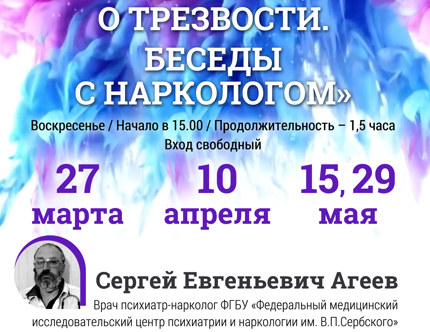 О ТРЕЗВОСТИ.
БЕСЕДЫ
С НАРКОЛОГОМ»
Воскресенье / Начало в 15.00 / Продолжительность – 1,5 часа
Вход свободный
27 10 15, 29
марта апреля мая
Сергей Евгеньевич Агеев
Врач психиатр-нарколог ФГБУ «Федеральный медицинский
исследовательский центр психиатрии и наркологии им. В.П.Сербского»